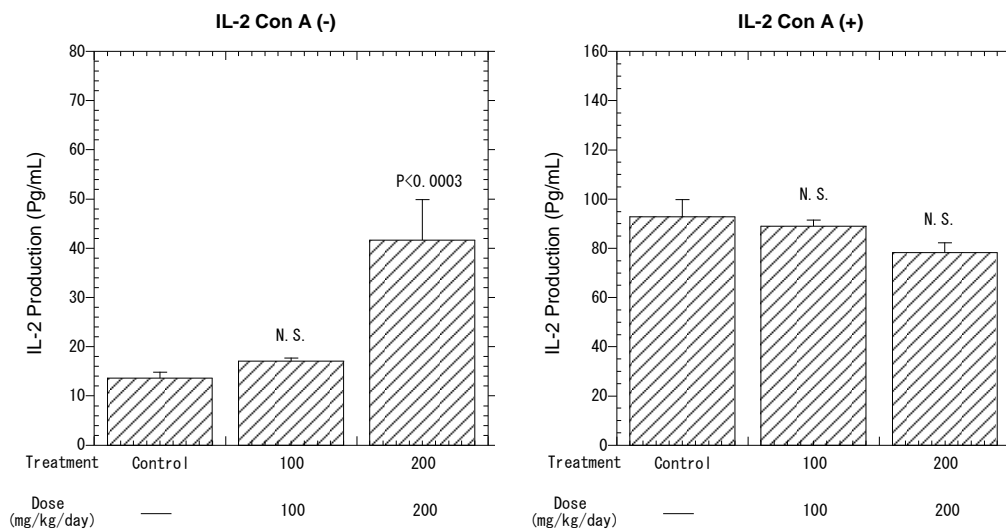 IL-2 Con A (-)
80
70
60
50
40
30
20
10
0
IL-2 Production (Pg/mL)
N.S.
P<0.0003
Treatment Control 100 200
Dose
(mg/kg/day) — 100 200
IL-2 Con A (+)
160
140
120
100
80
60
40
20
0
IL-2 Production (Pg/mL)
N.S.
N.S.
Treatment Control 100 200
Dose
(mg/kg/day) — 100 200